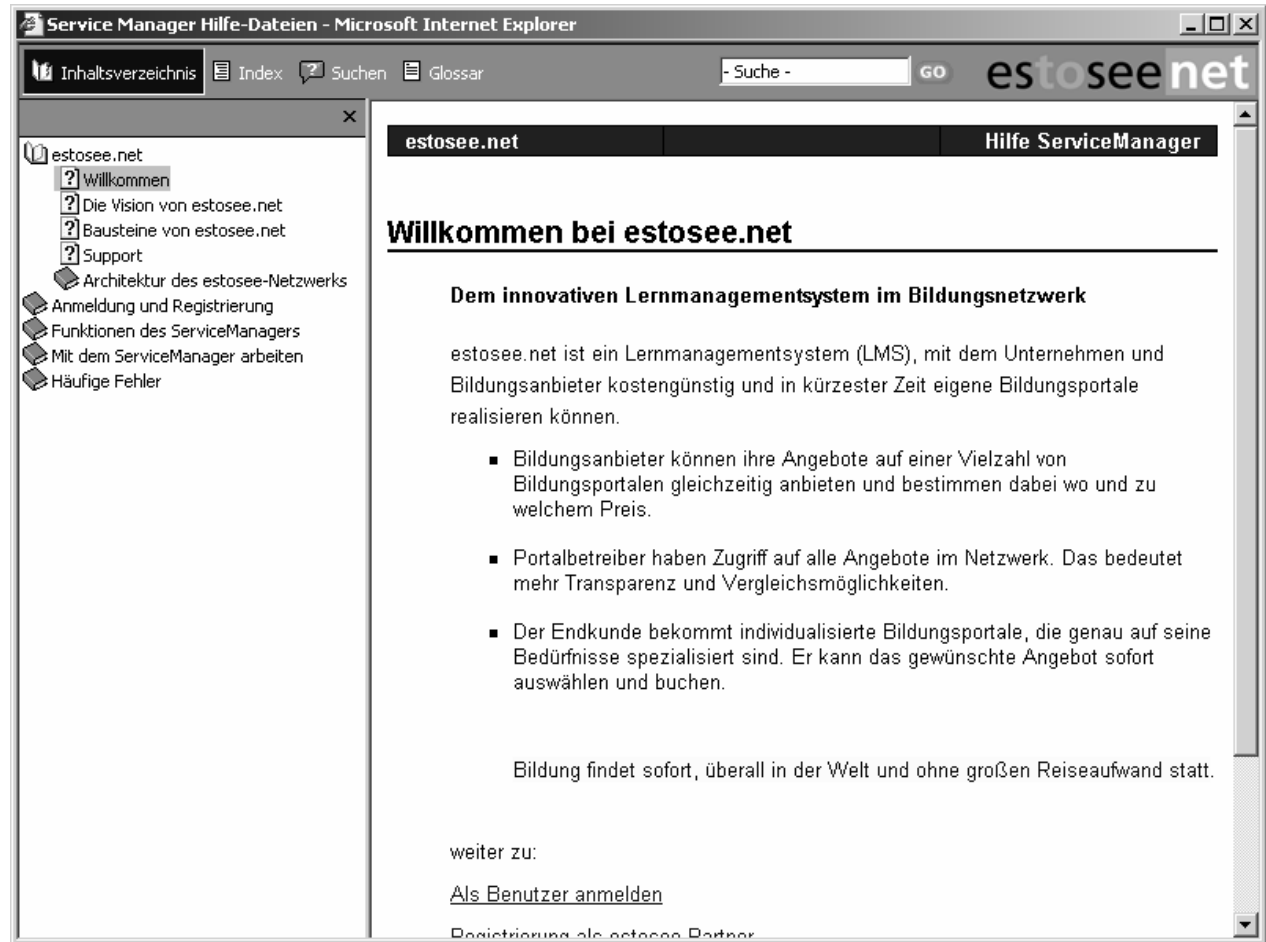 Service Manager Hilfe-Dateien - Microsoft Internet Explorer
Inhaltsverzeichnis Index Suchen Glossar - Suche - GO estosee net
estosee.net
Willkommen
Die Vision von estosee.net
Bausteine von estosee.net
Support
Architektur des estosee-Netzwerks
Anmeldung und Registrierung
Funktionen des ServiceManagers
Mit dem ServiceManager arbeiten
Häufige Fehler
estosee.net Hilfe ServiceManager
Willkommen bei estosee.net
Dem innovativen Lernmanagementsystem im Bildungsnetzwerk
estosee.net ist ein Lernmanagementsystem (LMS), mit dem Unternehmen und
Bildungsanbieter kostengünstig und in kürzester Zeit eigene Bildungsportale
realisieren können.
Bildungsanbieter können ihre Angebote auf einer Vielzahl von
Bildungsportalen gleichzeitig anbieten und bestimmen dabei wo und zu
welchem Preis.
Portalbetreiber haben Zugriff auf alle Angebote im Netzwerk. Das bedeutet
mehr Transparenz und Vergleichsmöglichkeiten.
Der Endkunde bekommt individualisierte Bildungsportale, die genau auf seine
Bedürfnisse spezialisiert sind. Er kann das gewünschte Angebot sofort
auswählen und buchen.
Bildung findet sofort, überall in der Welt und ohne großen Reiseaufwand statt.
weiter zu:
Als Benutzer anmelden
Registrierung als estosee Partner